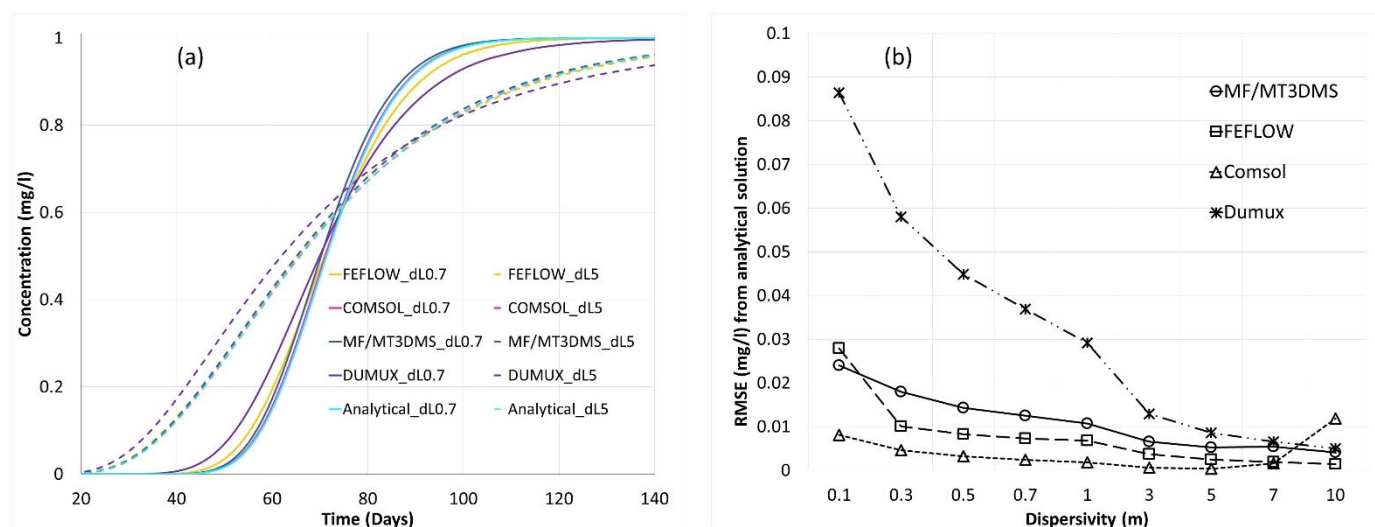 (a)
Concentration (mg/l)
1
0.8
0.6
0.4
0.2
0
20 40 60 80 100 120 140
Time (Days)
FEFLOW_dL0.7 FEFLOW_dL5
COMSOL_dL0.7 COMSOL_dL5
MF/MT3DMS_dL0.7 MF/MT3DMS_dL5
DUMUX_dL0.7 DUMUX_dL5
Analytical_dL0.7 Analytical_dL5
(b)
RMSE (mg/l) from analytical solution
0.1
0.09
0.08
0.07
0.06
0.05
0.04
0.03
0.02
0.01
0
0.1 0.3 0.5 0.7 1 3 5 7 10
Dispersivity (m)
MF/MT3DMS
FEFLOW
Comsol
Dumux